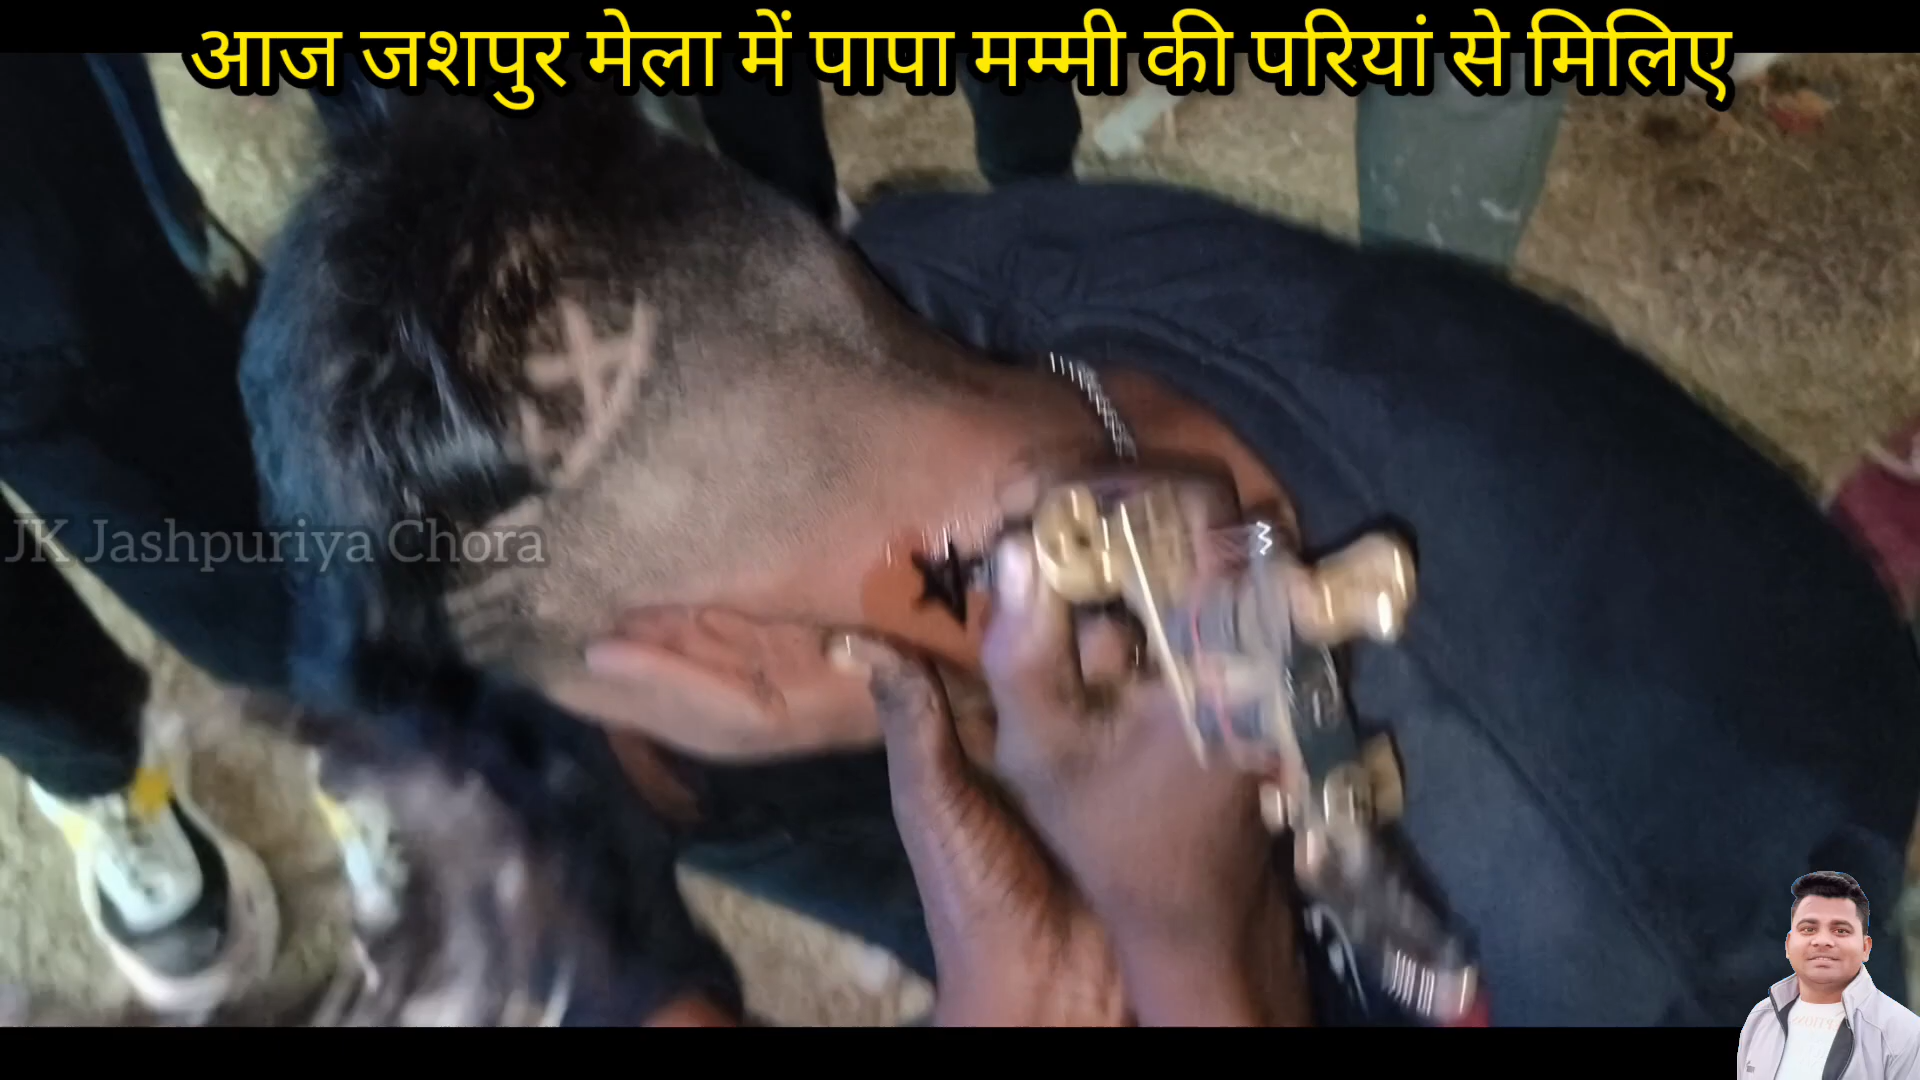 आज जशपुर मेला में पापा मम्मी की परियां से मिलिए
JK Jashpuriya Chora